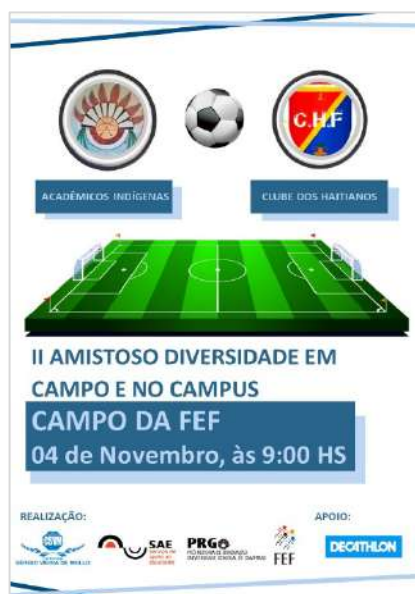 C.H.F
ACADÊMICOS INDÍGENAS
CLUBE DOS HAITIANOS
II AMISTOSO DIVERSIDADE EM
CAMPO E NO CAMPUS
CAMPO DA FEF
04 de Novembro, às 9:00 HS
REALIZAÇÃO:
APOIO:
SAE
PRG
FEF
DECATHLON